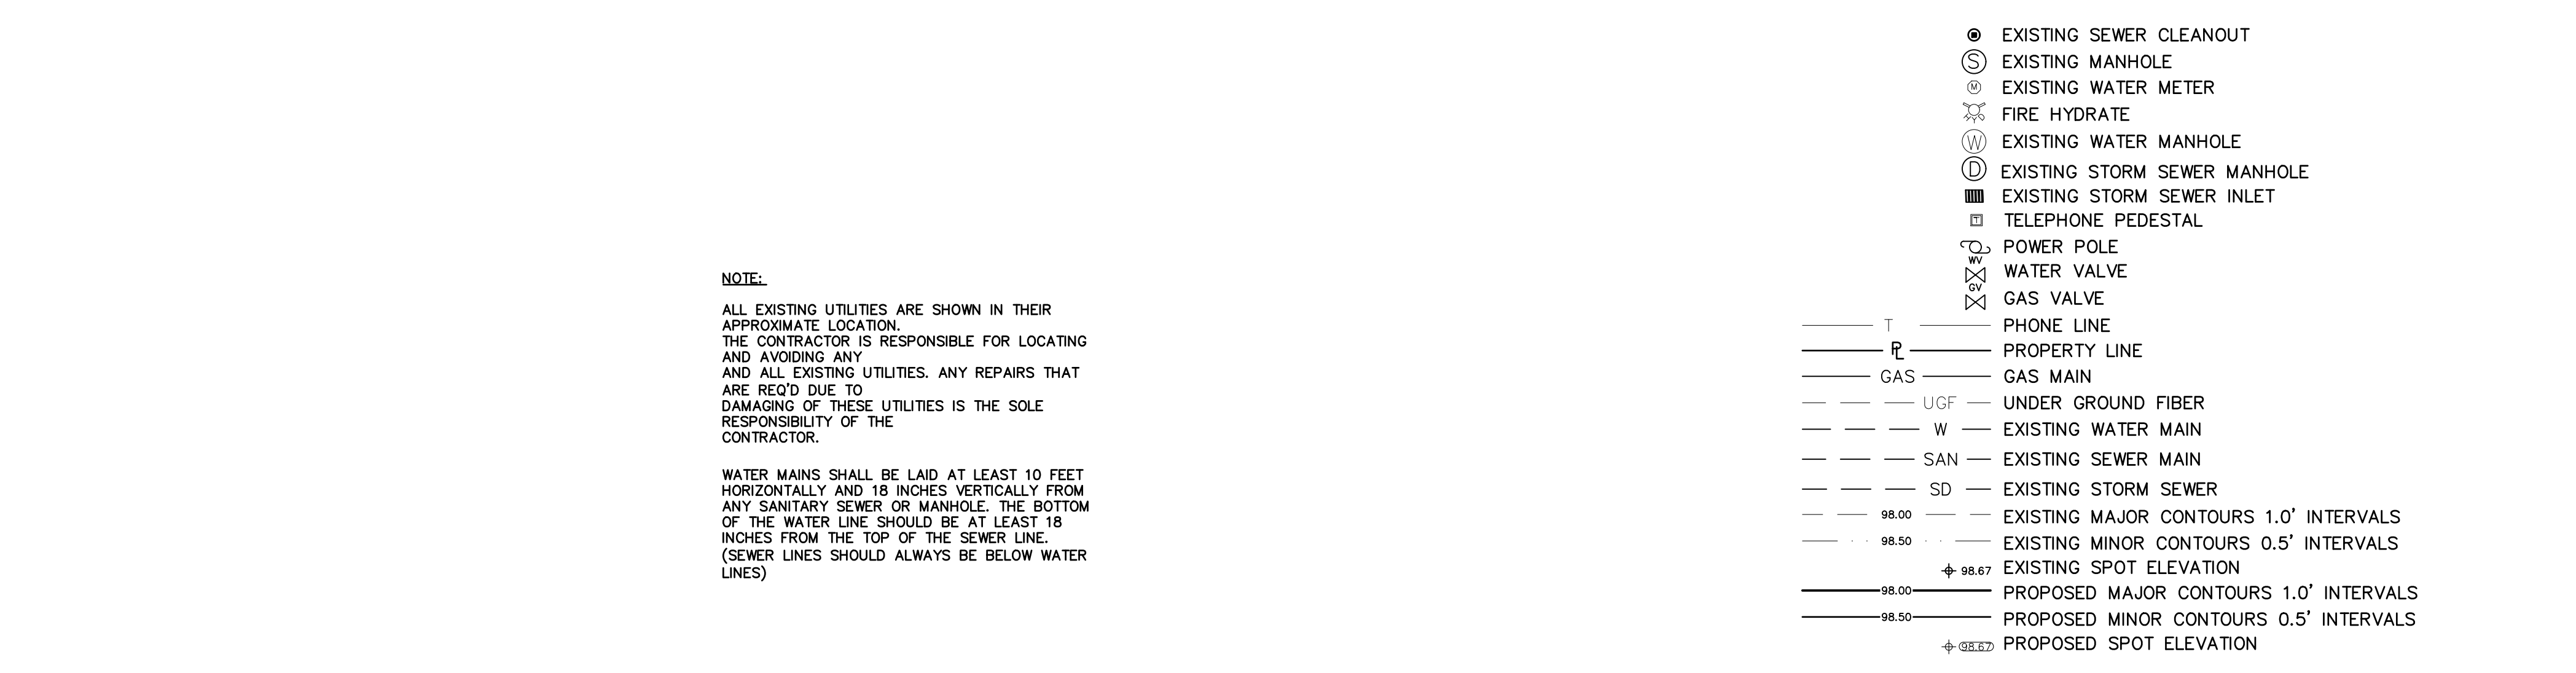 NOTE:
ALL EXISTING UTILITIES ARE SHOWN IN THEIR
APPROXIMATE LOCATION.
THE CONTRACTOR IS RESPONSIBLE FOR LOCATING
AND AVOIDING ANY
AND ALL EXISTING UTILITIES. ANY REPAIRS THAT
ARE REQ'D DUE TO
DAMAGING OF THESE UTILITIES IS THE SOLE
RESPONSIBILITY OF THE
CONTRACTOR.
WATER MAINS SHALL BE LAID AT LEAST 10 FEET
HORIZONTALLY AND 18 INCHES VERTICALLY FROM
ANY SANITARY SEWER OR MANHOLE. THE BOTTOM
OF THE WATER LINE SHOULD BE AT LEAST 18
INCHES FROM THE TOP OF THE SEWER LINE.
(SEWER LINES SHOULD ALWAYS BE BELOW WATER
LINES)
EXISTING SEWER CLEANOUT
S EXISTING MANHOLE
M EXISTING WATER METER
FIRE HYDRATE
W EXISTING WATER MANHOLE
D EXISTING STORM SEWER MANHOLE
EXISTING STORM SEWER INLET
T TELEPHONE PEDESTAL
POWER POLE
WV WATER VALVE
GV GAS VALVE
T PHONE LINE
PL PROPERTY LINE
GAS GAS MAIN
UGF UNDER GROUND FIBER
W EXISTING WATER MAIN
SAN EXISTING SEWER MAIN
SD EXISTING STORM SEWER
98.00 EXISTING MAJOR CONTOURS 1.0' INTERVALS
98.50 EXISTING MINOR CONTOURS 0.5' INTERVALS
98.67 EXISTING SPOT ELEVATION
98.00 PROPOSED MAJOR CONTOURS 1.0' INTERVALS
98.50 PROPOSED MINOR CONTOURS 0.5' INTERVALS
98.67 PROPOSED SPOT ELEVATION